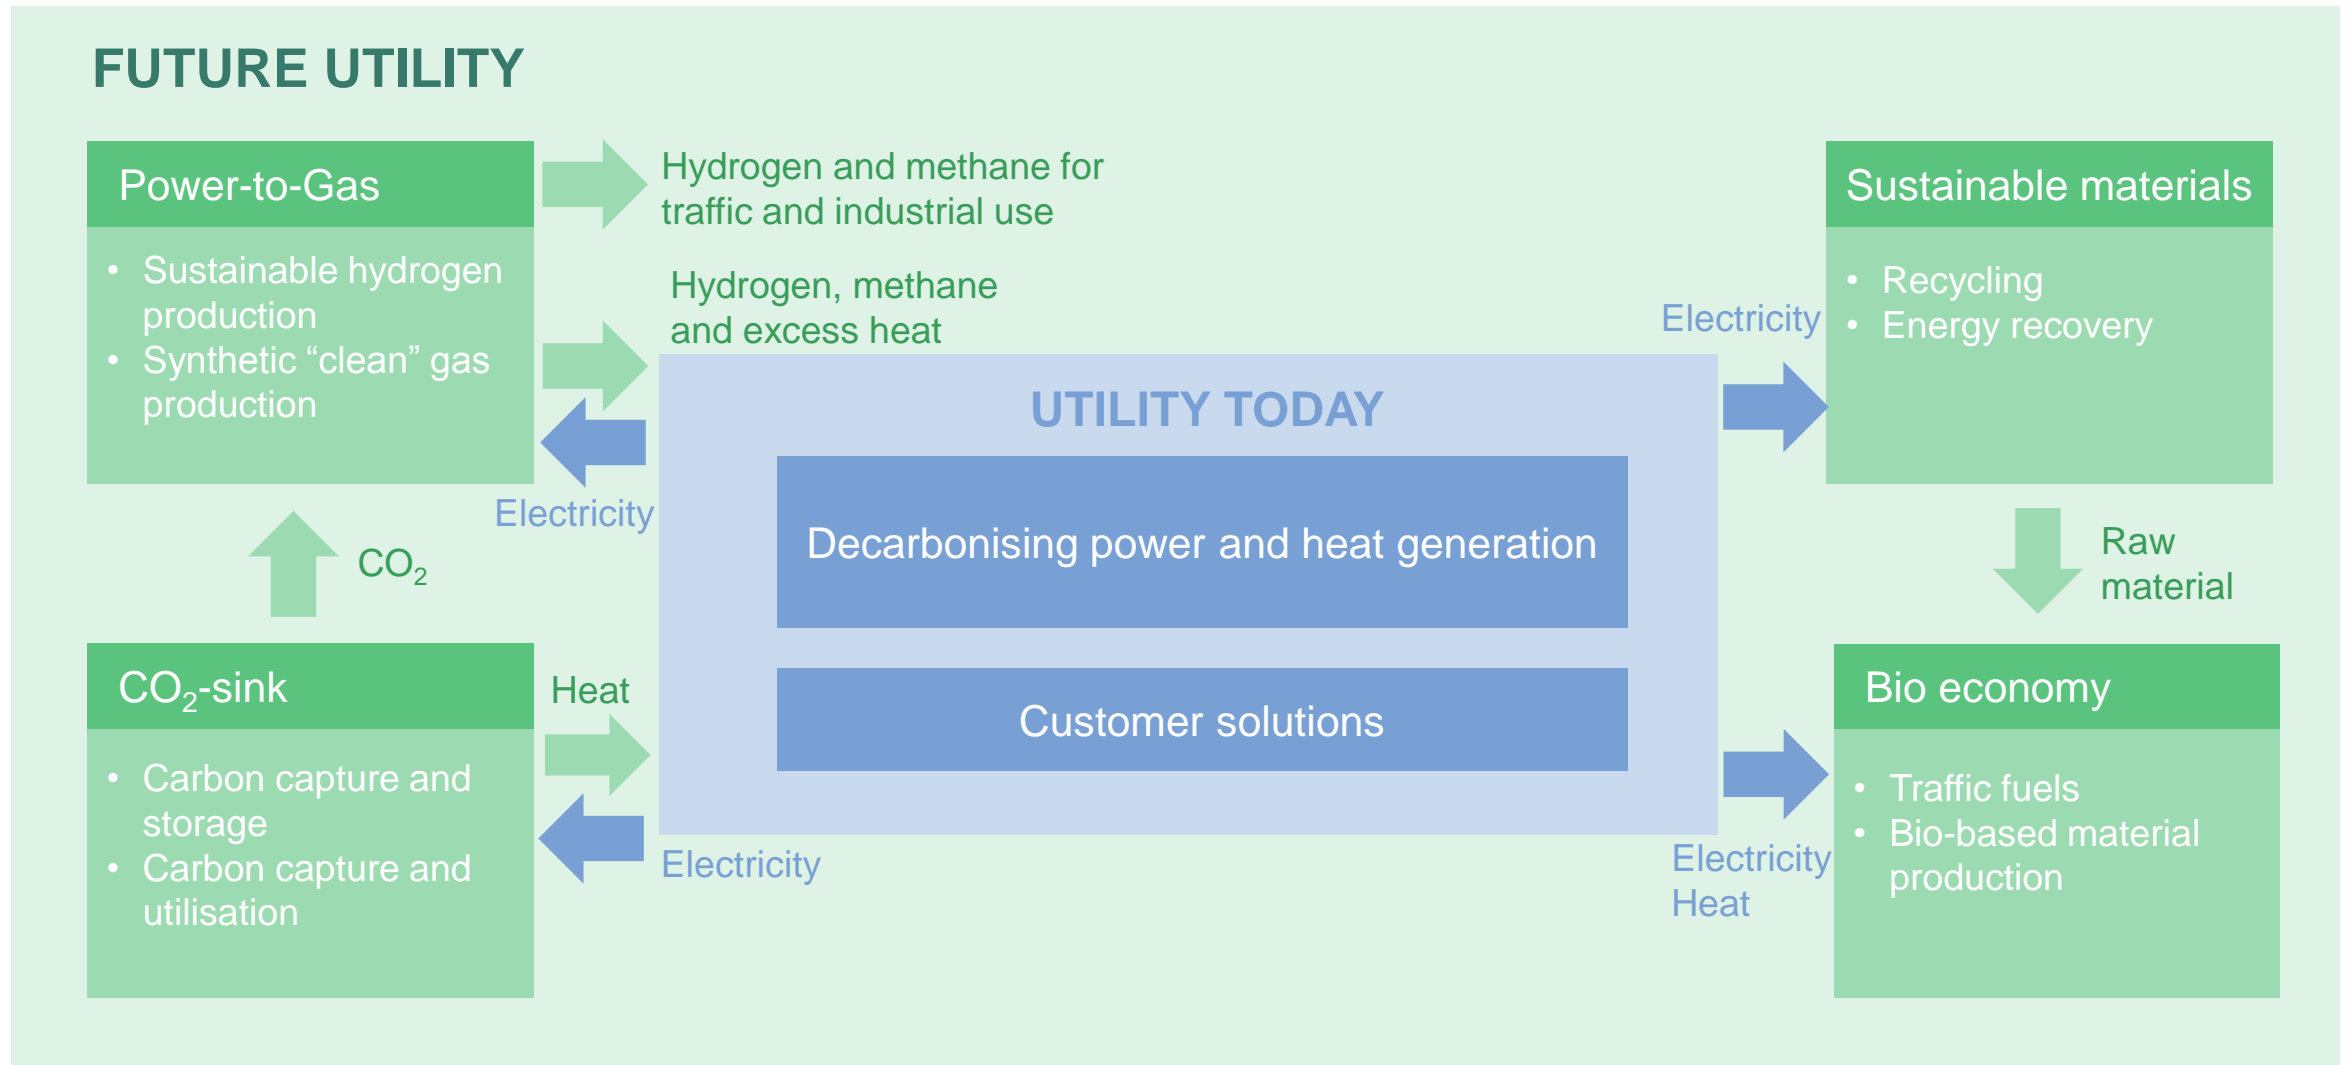 FUTURE UTILITY
Power-to-Gas
• Sustainable hydrogen
production
• Synthetic “clean” gas
production
Hydrogen and methane for
traffic and industrial use
Hydrogen, methane
and excess heat
Electricity
CO₂
CO₂-sink
• Carbon capture and
storage
• Carbon capture and
utilisation
Heat
Electricity
UTILITY TODAY
Decarbonising power and heat generation
Customer solutions
Electricity
Sustainable materials
• Recycling
• Energy recovery
Raw
material
Electricity
Heat
Bio economy
• Traffic fuels
• Bio-based material
production